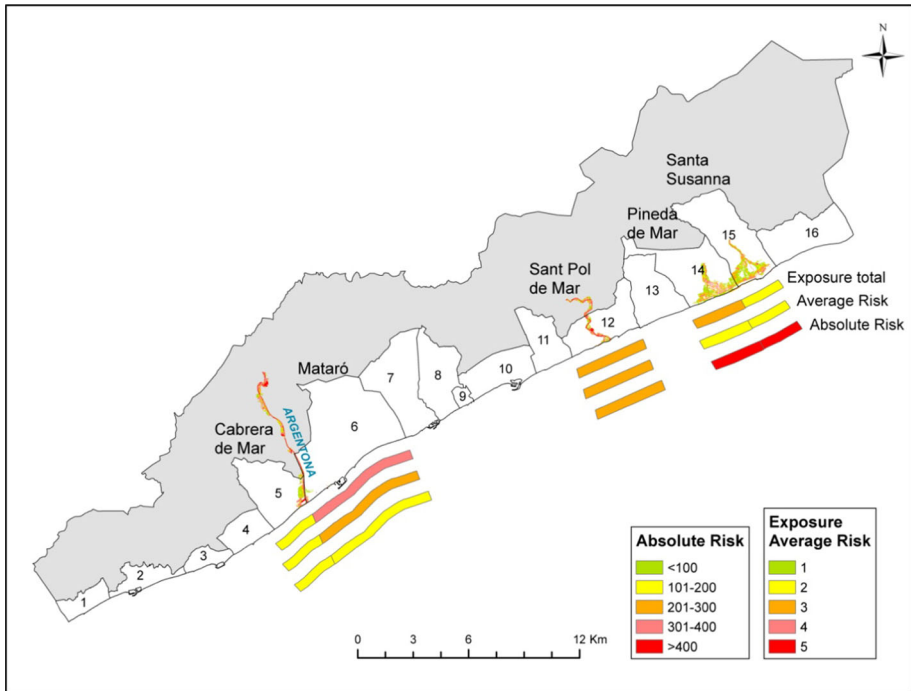 N
Santa
Susanna
Pineda
de Mar
15
16
14
Sant Pol
de Mar
13
Exposure total
Average Risk
Absolute Risk
12
11
Mataró
7
8
10
9
6
ARGENTONA
Cabrera
de Mar
5
4
3
2
1
Absolute Risk
<100
101-200
201-300
301-400
>400
Exposure
Average Risk
1
2
3
4
5
0 3 6 12 Km